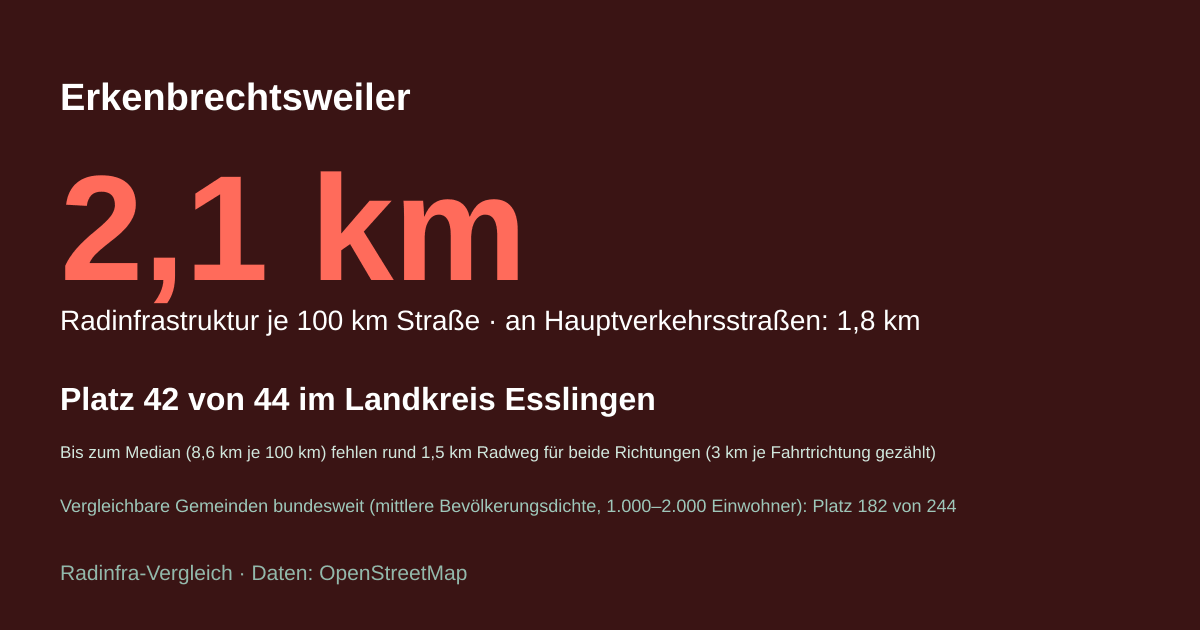 Erkenbrechtsweiler
2,1 km
Radinfrastruktur je 100 km Straße · an Hauptverkehrsstraßen: 1,8 km
Platz 42 von 44 im Landkreis Esslingen
Bis zum Median (8,6 km je 100 km) fehlen rund 1,5 km Radweg für beide Richtungen (3 km je Fahrtrichtung gezählt)
Vergleichbare Gemeinden bundesweit (mittlere Bevölkerungsdichte, 1.000–2.000 Einwohner): Platz 182 von 244
Radinfra-Vergleich · Daten: OpenStreetMap